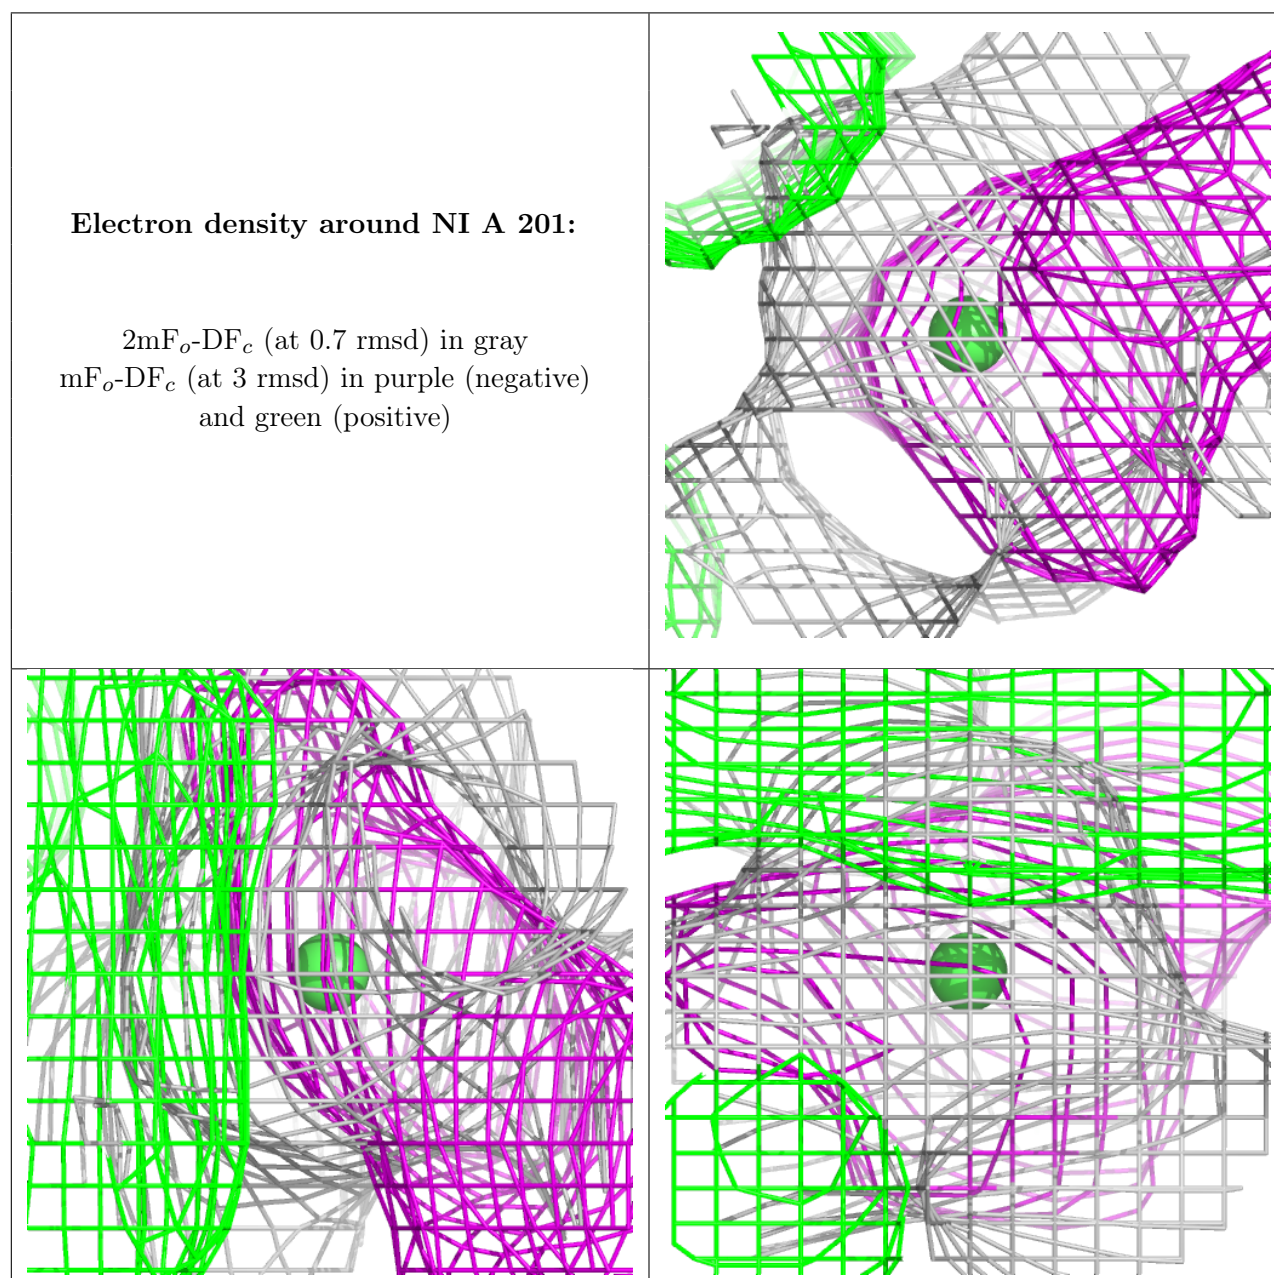 Electron density around NI A 201:
2mFo-DFc (at 0.7 rmsd) in gray
mFo-DFc (at 3 rmsd) in purple (negative)
and green (positive)